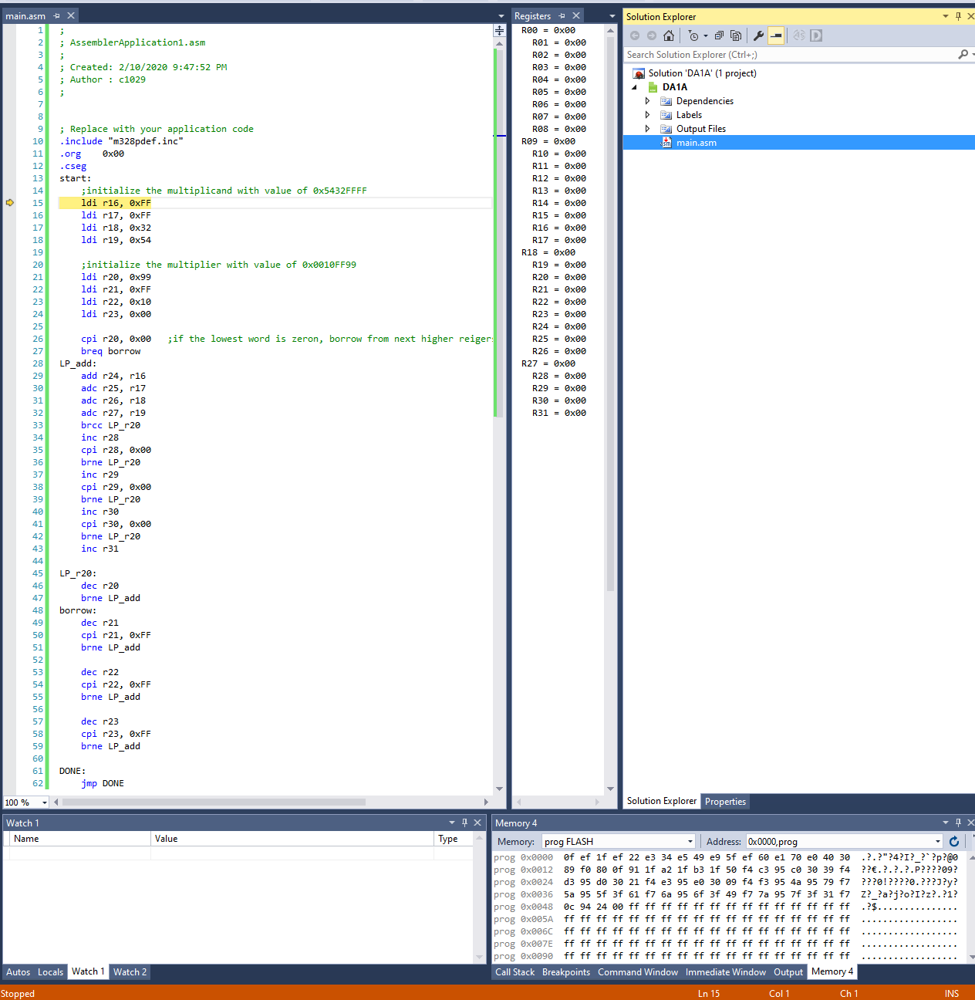 main.asm
1 ;
2 ; AssemblerApplication1.asm
3 ;
4 ; Created: 2/10/2020 9:47:52 PM
5 ; Author : c1029
6 ;
7
8
9 ; Replace with your application code
10 .include "m328pdef.inc"
11 .org 0x00
12 .cseg
13 start:
14 ;initialize the multiplicand with value of 0x5432FFFF
15 ldi r16, 0xFF
16 ldi r17, 0xFF
17 ldi r18, 0x32
18 ldi r19, 0x54
19
20 ;initialize the multiplier with value of 0x0010FF99
21 ldi r20, 0x99
22 ldi r21, 0xFF
23 ldi r22, 0x10
24 ldi r23, 0x00
25
26 cpi r20, 0x00 ;if the lowest word is zeron, borrow from next higher reiger
27 breq borrow
28 LP_add:
29 add r24, r16
30 adc r25, r17
31 adc r26, r18
32 adc r27, r19
33 brcc LP_r20
34 inc r28
35 cpi r28, 0x00
36 brne LP_r20
37 inc r29
38 cpi r29, 0x00
39 brne LP_r20
40 inc r30
41 cpi r30, 0x00
42 brne LP_r20
43 inc r31
44
45 LP_r20:
46 dec r20
47 brne LP_add
48 borrow:
49 dec r21
50 cpi r21, 0xFF
51 brne LP_add
52
53 dec r22
54 cpi r22, 0xFF
55 brne LP_add
56
57 dec r23
58 cpi r23, 0xFF
59 brne LP_add
60
61 DONE:
62 jmp DONE
100 %
Registers
R00 = 0x00
R01 = 0x00
R02 = 0x00
R03 = 0x00
R04 = 0x00
R05 = 0x00
R06 = 0x00
R07 = 0x00
R08 = 0x00
R09 = 0x00
R10 = 0x00
R11 = 0x00
R12 = 0x00
R13 = 0x00
R14 = 0x00
R15 = 0x00
R16 = 0x00
R17 = 0x00
R18 = 0x00
R19 = 0x00
R20 = 0x00
R21 = 0x00
R22 = 0x00
R23 = 0x00
R24 = 0x00
R25 = 0x00
R26 = 0x00
R27 = 0x00
R28 = 0x00
R29 = 0x00
R30 = 0x00
R31 = 0x00
Solution Explorer
Search Solution Explorer (Ctrl+;)
Solution 'DA1A' (1 project)
DA1A
Dependencies
Labels
Output Files
main.asm
Solution Explorer Properties
Watch 1
Name Value Type
Autos Locals Watch 1 Watch 2
Memory 4
Memory: prog FLASH Address: 0x0000,prog
prog 0x0000 0f ef 1f ef 22 e3 34 e5 49 e9 5f ef 60 e1 70 e0 40 30 .?.?"?4?I?_?`?p?@0
prog 0x0012 89 f0 80 0f 91 1f a2 1f b3 1f 50 f4 c3 95 c0 30 39 f4 ??€.?.?.?.P????09?
prog 0x0024 d3 95 d0 30 21 f4 e3 95 e0 30 09 f4 f3 95 4a 95 79 f7 ???0!????0.???J?y?
prog 0x0036 5a 95 5f 3f 61 f7 6a 95 6f 3f 49 f7 7a 95 7f 3f 31 f7 Z?_?a?j?o?I?z?.?1?
prog 0x0048 0c 94 24 00 ff ff ff ff ff ff ff ff ff ff ff ff ff ff .?$...............
prog 0x005A ff ff ff ff ff ff ff ff ff ff ff ff ff ff ff ff ff ff ..................
prog 0x006C ff ff ff ff ff ff ff ff ff ff ff ff ff ff ff ff ff ff ..................
prog 0x007E ff ff ff ff ff ff ff ff ff ff ff ff ff ff ff ff ff ff ..................
prog 0x0090 ff ff ff ff ff ff ff ff ff ff ff ff ff ff ff ff ff ff ..................
Call Stack Breakpoints Command Window Immediate Window Output Memory 4
Stopped Ln 15 Col 1 Ch 1 INS